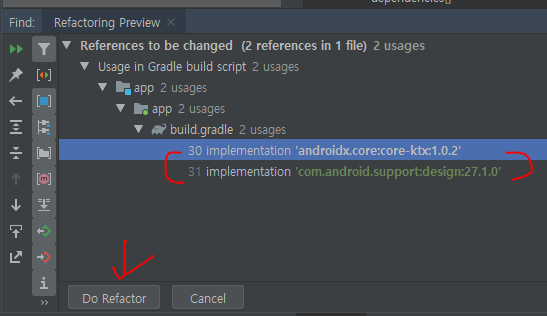 dependencies{}
Find: Refactoring Preview ×
References to be changed (2 references in 1 file) 2 usages
Usage in Gradle build script 2 usages
app 2 usages
app 2 usages
build.gradle 2 usages
30 implementation 'androidx.core:core-ktx:1.0.2'
31 implementation 'com.android.support:design:27.1.0'
Do Refactor Cancel